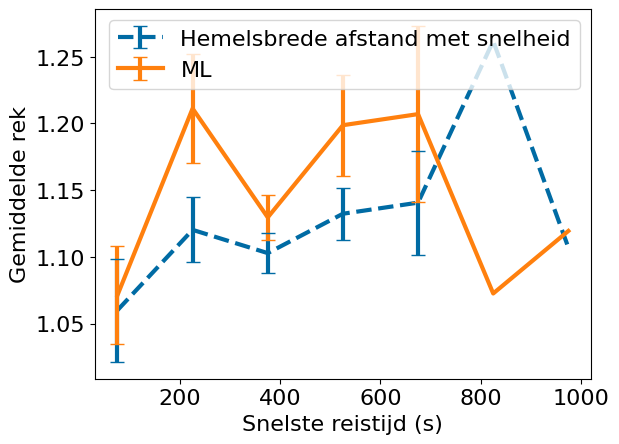 Hemelsbrede afstand met snelheid
ML
1.25
1.20
1.15
1.10
1.05
Gemiddelde rek
200
400
600
800
1000
Snelste reistijd (s)